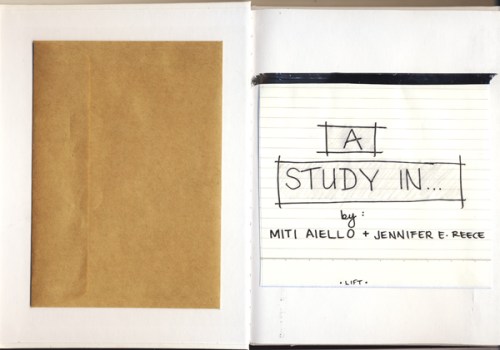 A
STUDY IN...
by:
MITI AIELLO + JENNIFER E. REECE
·LIFT·